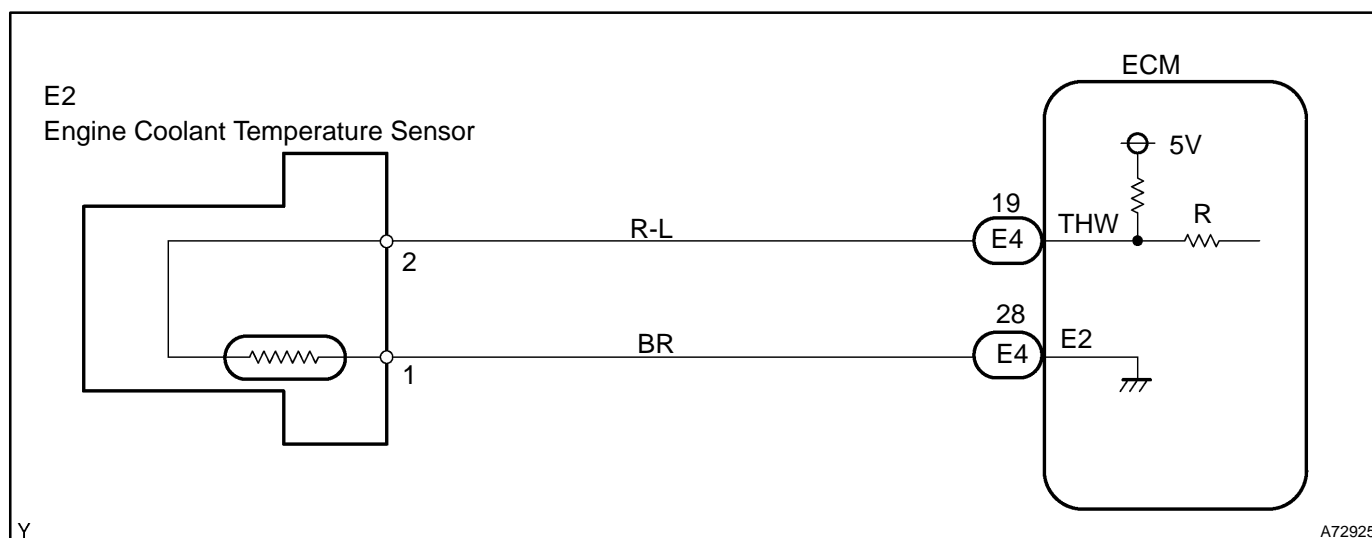 ECM
E2
Engine Coolant Temperature Sensor
5V
19
R-L
E4
THW
R
2
28
BR
E4
E2
1
Y
A72925